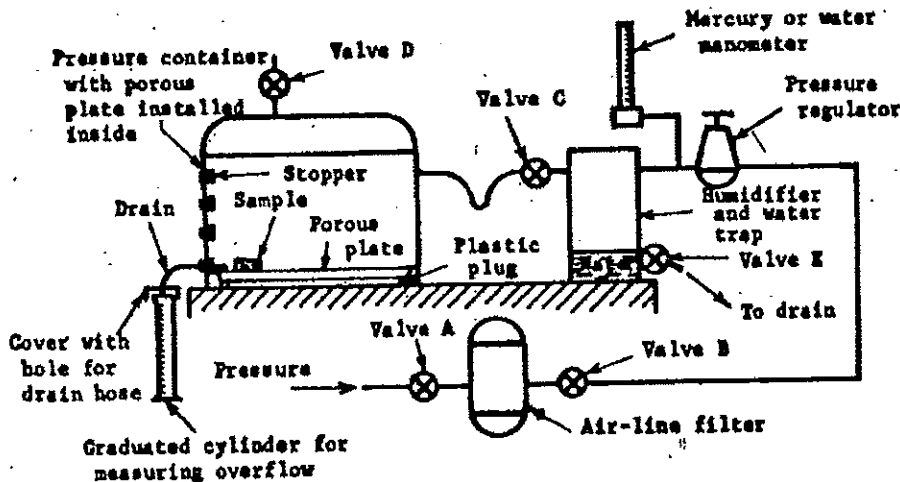 Mercury or water
manometer
Valve D
Pressure container
with porous
plate installed
inside
Valve C
Pressure
regulator
Stopper
Sample
Drain
Porous
plate
Humidifier
and water
trap
Plastic
plug
Valve E
To drain
Cover with
hole for
drain hose
Valve A
Valve B
Pressure
Air-line filter
Graduated cylinder for
measuring overflow